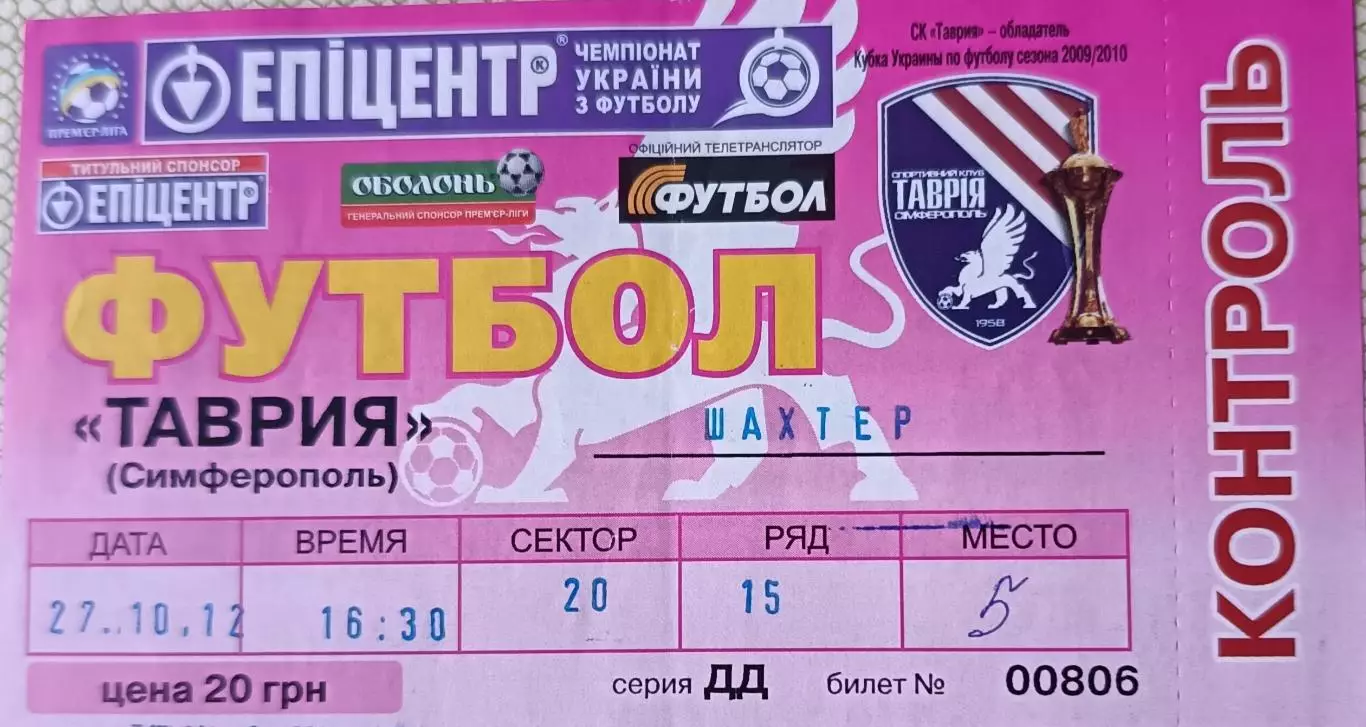 СК «Таврия» – обладатель
Кубка Украины по футболу сезона 2009/2010
ПРЕМ'ЄР-ЛІГА
ЕПІЦЕНТР®
ЧЕМПІОНАТ
УКРАЇНИ
З ФУТБОЛУ
ТИТУЛЬНИЙ СПОНСОР
ЕПІЦЕНТР®
ОБОЛОНЬ
ГЕНЕРАЛЬНИЙ СПОНСОР ПРЕМ'ЄР-ЛІГИ
ОФІЦІЙНИЙ ТЕЛЕТРАНСЛЯТОР
ФУТБОЛ
СПОРТИВНИЙ КЛУБ
ТАВРІЯ
СІМФЕРОПОЛЬ
1958
ФУТБОЛ
«ТАВРИЯ» ШАХТЕР
(Симферополь)
ДАТА ВРЕМЯ СЕКТОР РЯД МЕСТО
27.10.12 16:30 20 15 5
цена 20 грн серия ДД билет № 00806
КОНТРОЛЬ